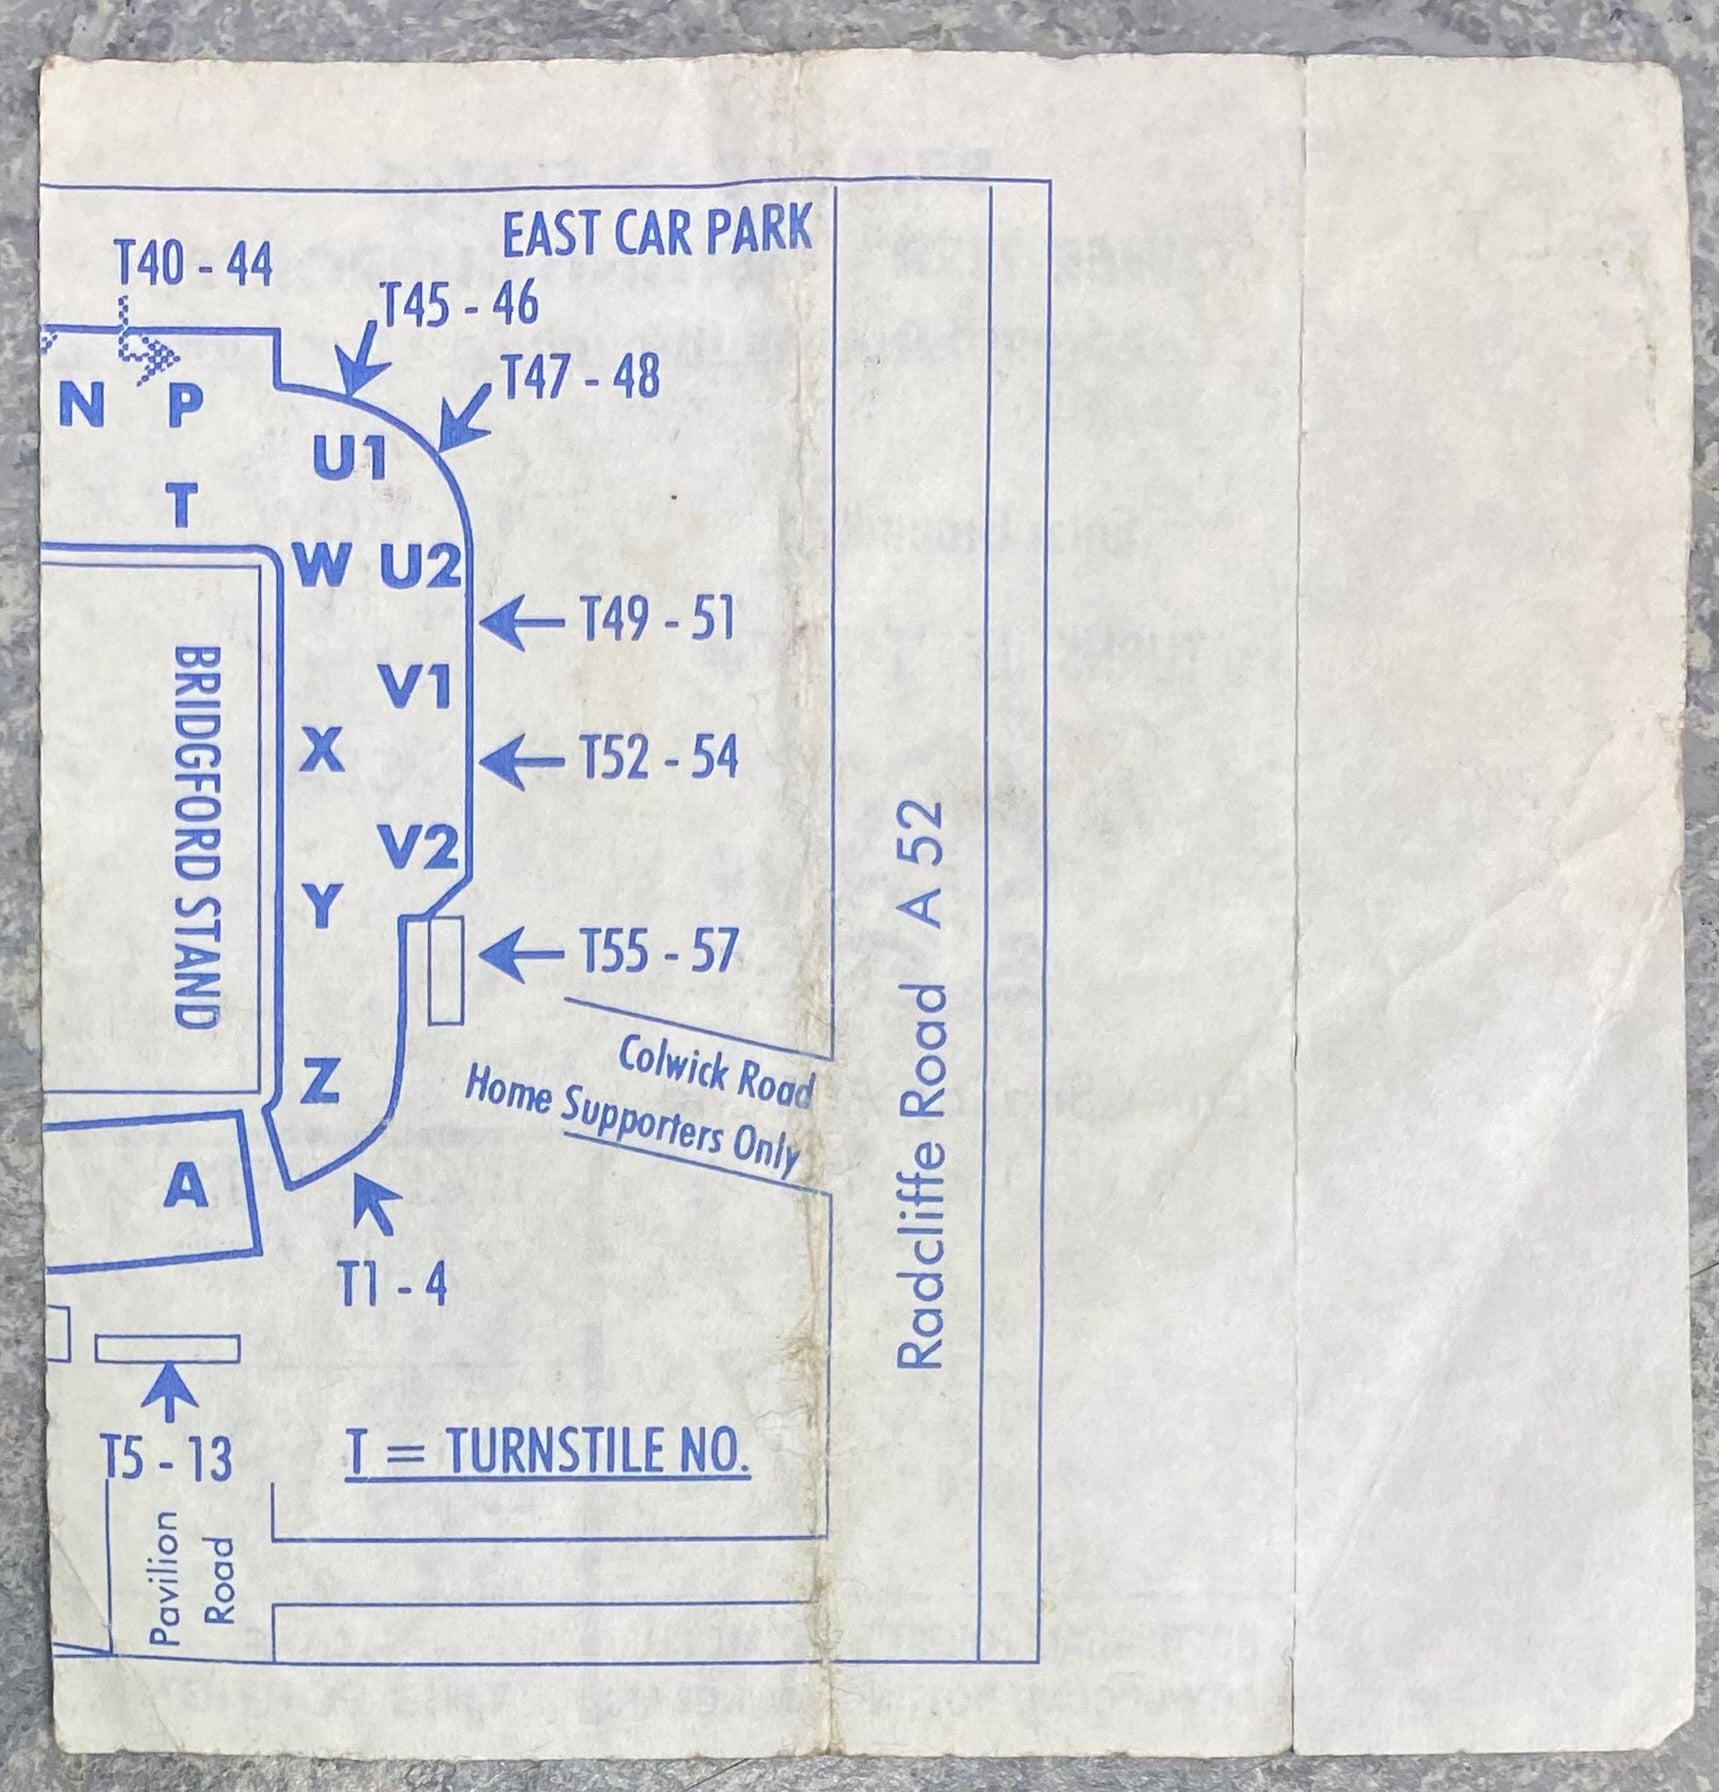 EAST CAR PARK
T40 - 44
T45 - 46
T47 - 48
N P
U1
T
W U2
T49 - 51
V1
X
T52 - 54
V2
Y
T55 - 57
BRIDGFORD STAND
Colwick Road
Home Supporters Only
Z
A
T1 - 4
Radcliffe Road A 52
T5 - 13
T = TURNSTILE NO.
Pavilion
Road